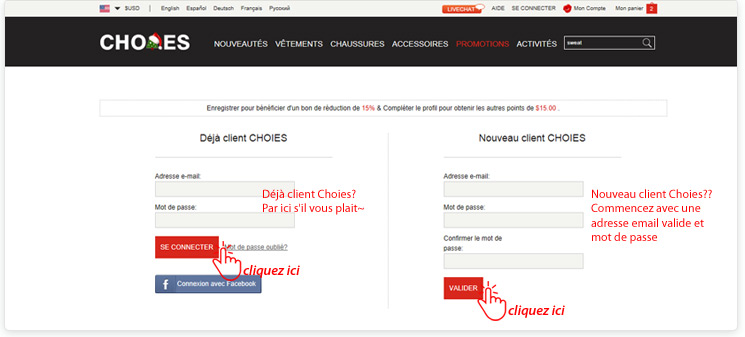 $USD | English Español Deutsch Français Русский LIVECHAT AIDE SE CONNECTER Mon Compte Mon panier 2
CHOIES NOUVEAUTÉS VÊTEMENTS CHAUSSURES ACCESSOIRES PROMOTIONS ACTIVITÉS sweat
Enregistrer pour bénéficier d'un bon de réduction de 15% & Compléter le profil pour obtenir les autres points de $15.00 .
Déjà client CHOIES
Adresse e-mail:
Déjà client Choies?
Par ici s'il vous plait~
Mot de passe:
SE CONNECTER Mot de passe oublié?
cliquez ici
f Connexion avec Facebook
Nouveau client CHOIES
Adresse e-mail:
Nouveau client Choies??
Commencez avec une
adresse email valide et
mot de passe
Mot de passe:
Confirmer le mot de
passe:
VALIDER
cliquez ici